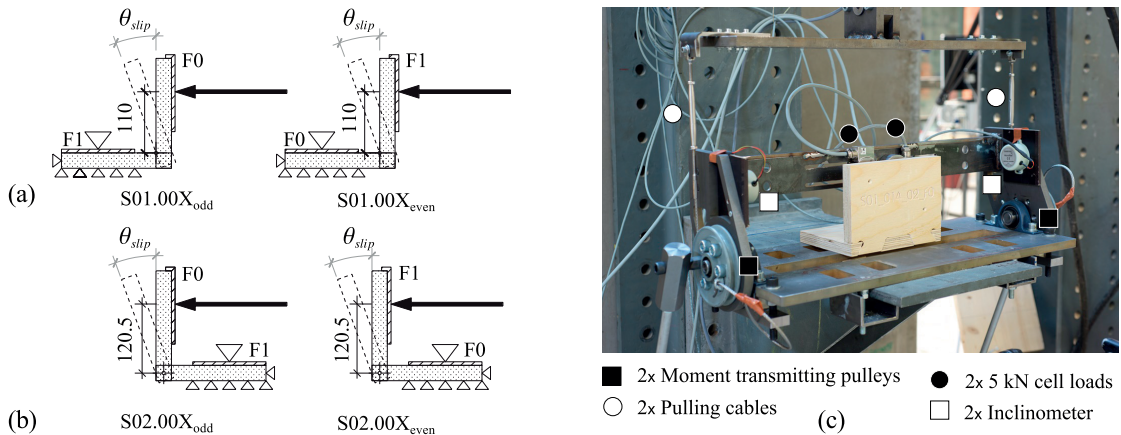 θslip
F0
110
F1
S01.00Xodd
θslip
F1
110
F0
S01.00Xeven
(a)
θslip
F0
120.5
F1
S02.00Xodd
θslip
F1
120.5
F0
S02.00Xeven
(b)
2x Moment transmitting pulleys
2x 5 kN cell loads
2x Pulling cables
2x Inclinometer
(c)